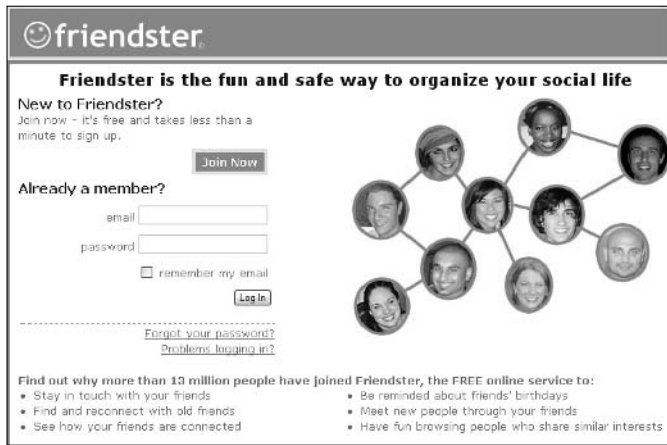 friendster®
Friendster is the fun and safe way to organize your social life
New to Friendster?
Join now - it's free and takes less than a
minute to sign up.
Join Now
Already a member?
email
password
remember my email
Log In
Forgot your password?
Problems logging in?
Find out why more than 13 million people have joined Friendster, the FREE online service to:
• Stay in touch with your friends
• Find and reconnect with old friends
• See how your friends are connected
• Be reminded about friends' birthdays
• Meet new people through your friends
• Have fun browsing people who share similar interests